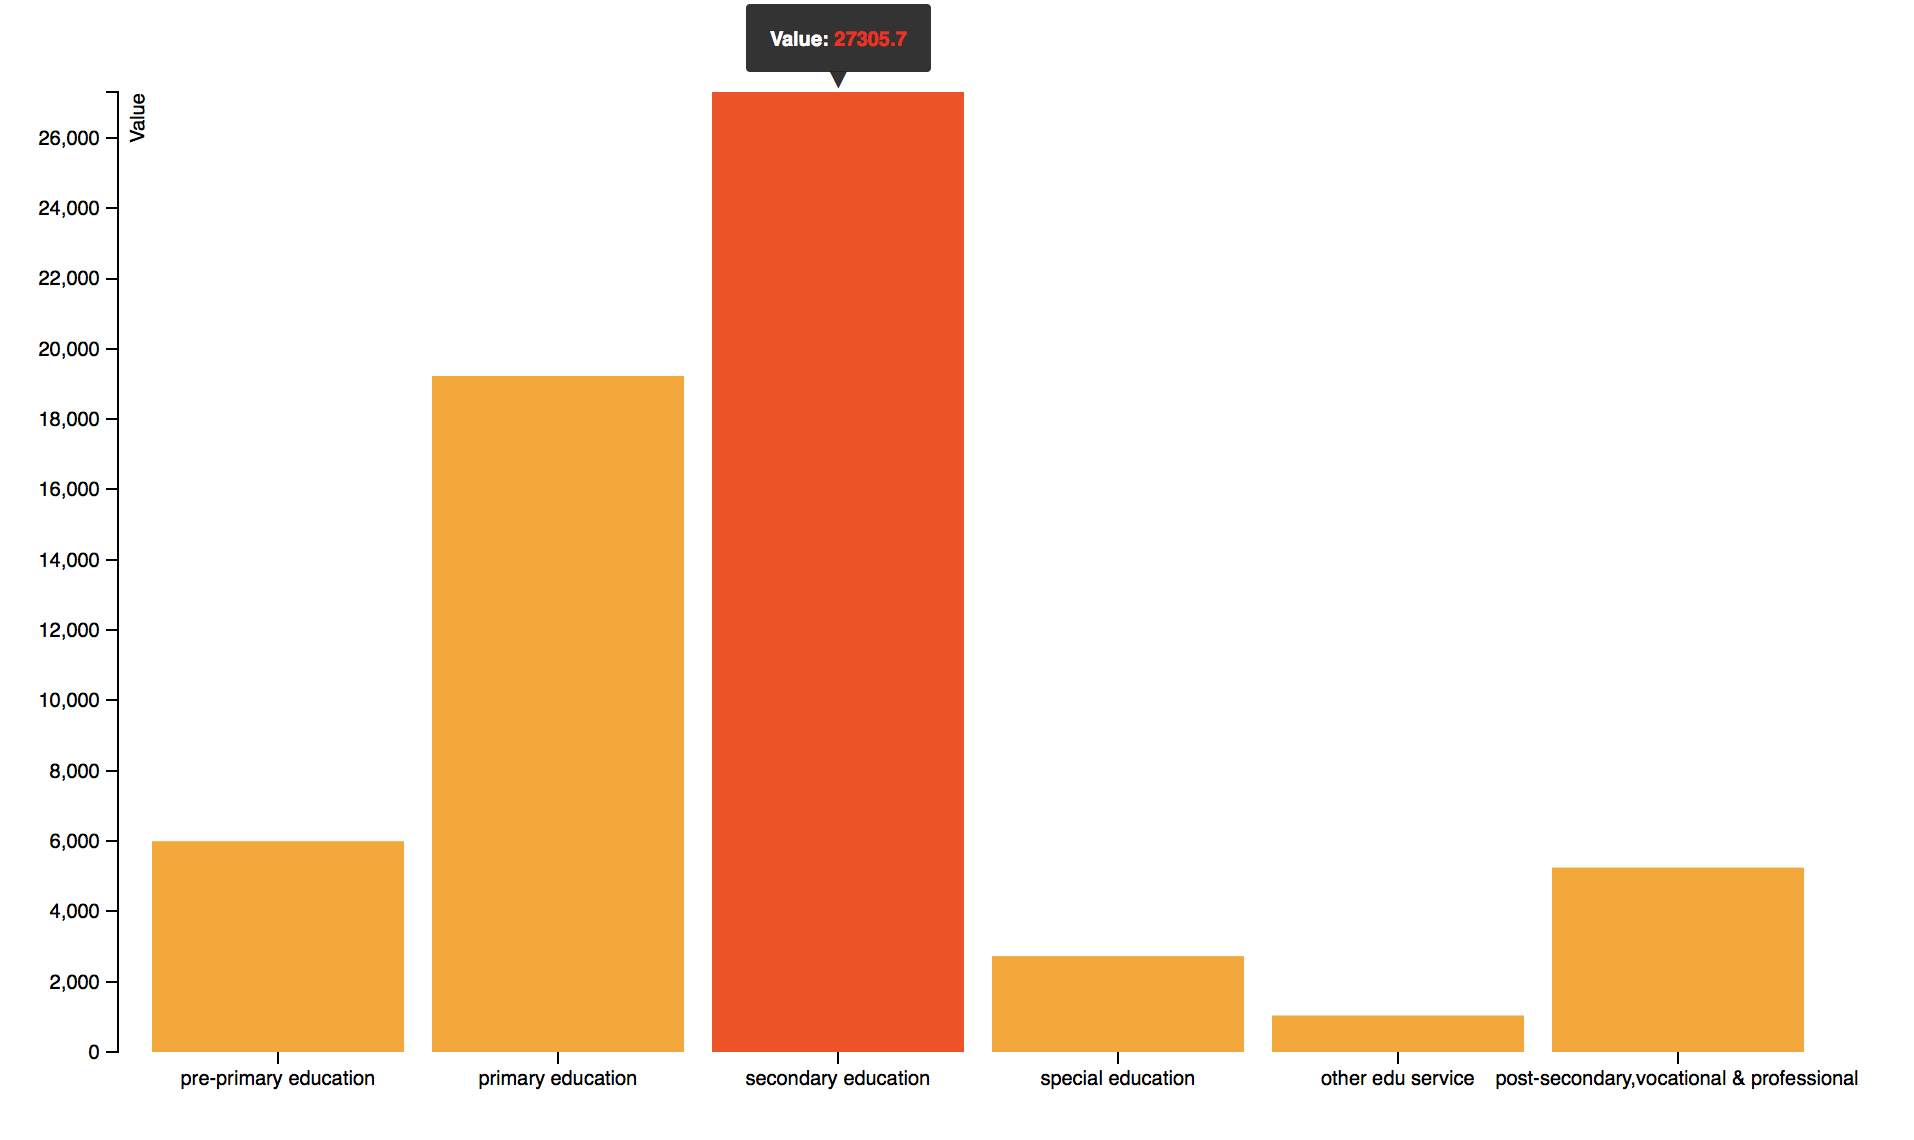 Value: 27305.7
Value
26,000
24,000
22,000
20,000
18,000
16,000
14,000
12,000
10,000
8,000
6,000
4,000
2,000
0
pre-primary education
primary education
secondary education
special education
other edu service
post-secondary,vocational & professional